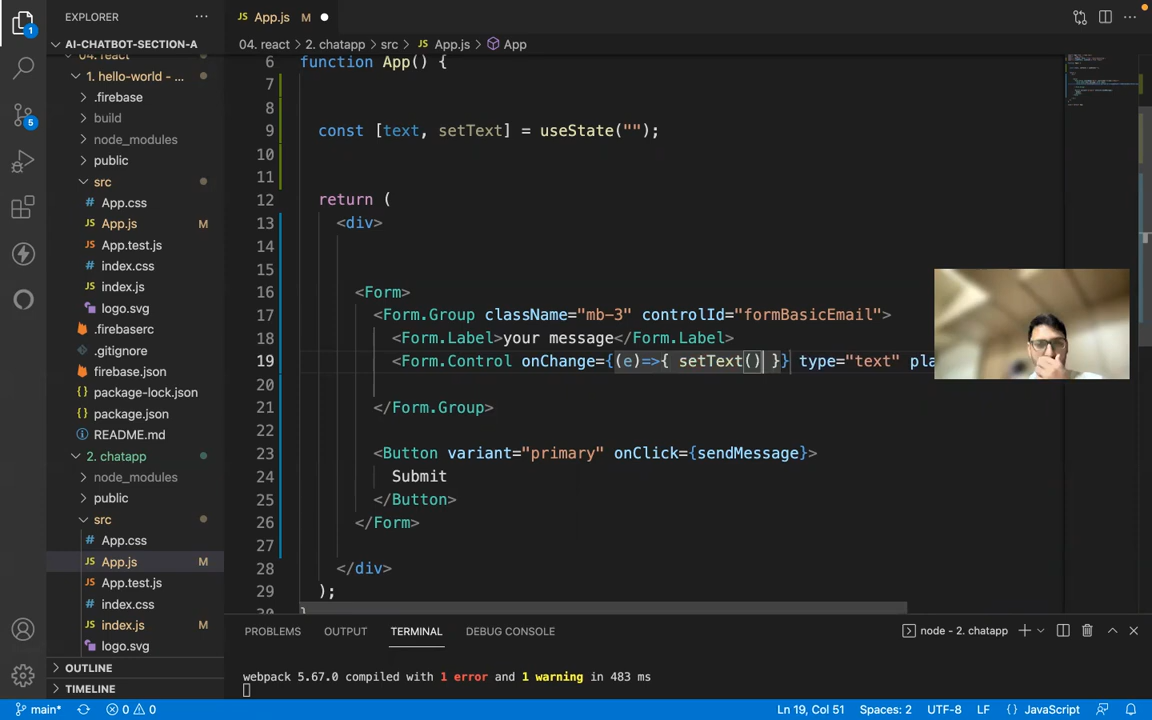 EXPLORER
App.js M
AI-CHATBOT-SECTION-A
04. react > 2. chatapp > src > JS App.js > App
04. react
1. hello-world - ...
.firebase
build
node_modules
public
src
App.css
JS App.js M
App.test.js
index.css
JS index.js
logo.svg
.firebaserc
.gitignore
{} firebase.json
{} package-lock.json
{} package.json
README.md
2. chatapp
node_modules
public
src
App.css
JS App.js M
JS App.test.js
index.css
JS index.js M
logo.svg
OUTLINE
TIMELINE
6 function App() {
7
8
9 const [text, setText] = useState("");
10
11
12 return (
13 <div>
14
15
16 <Form>
17 <Form.Group className="mb-3" controlId="formBasicEmail">
18 <Form.Label>your message</Form.Label>
19 <Form.Control onChange={(e)=>{ setText() }} type="text" pla
20
21 </Form.Group>
22
23 <Button variant="primary" onClick={sendMessage}>
24 Submit
25 </Button>
26 </Form>
27
28 </div>
29 );
30 }
PROBLEMS OUTPUT TERMINAL DEBUG CONSOLE node - 2. chatapp
webpack 5.67.0 compiled with 1 error and 1 warning in 483 ms
main* 0 0 Ln 19, Col 51 Spaces: 2 UTF-8 LF {} JavaScript
1
5